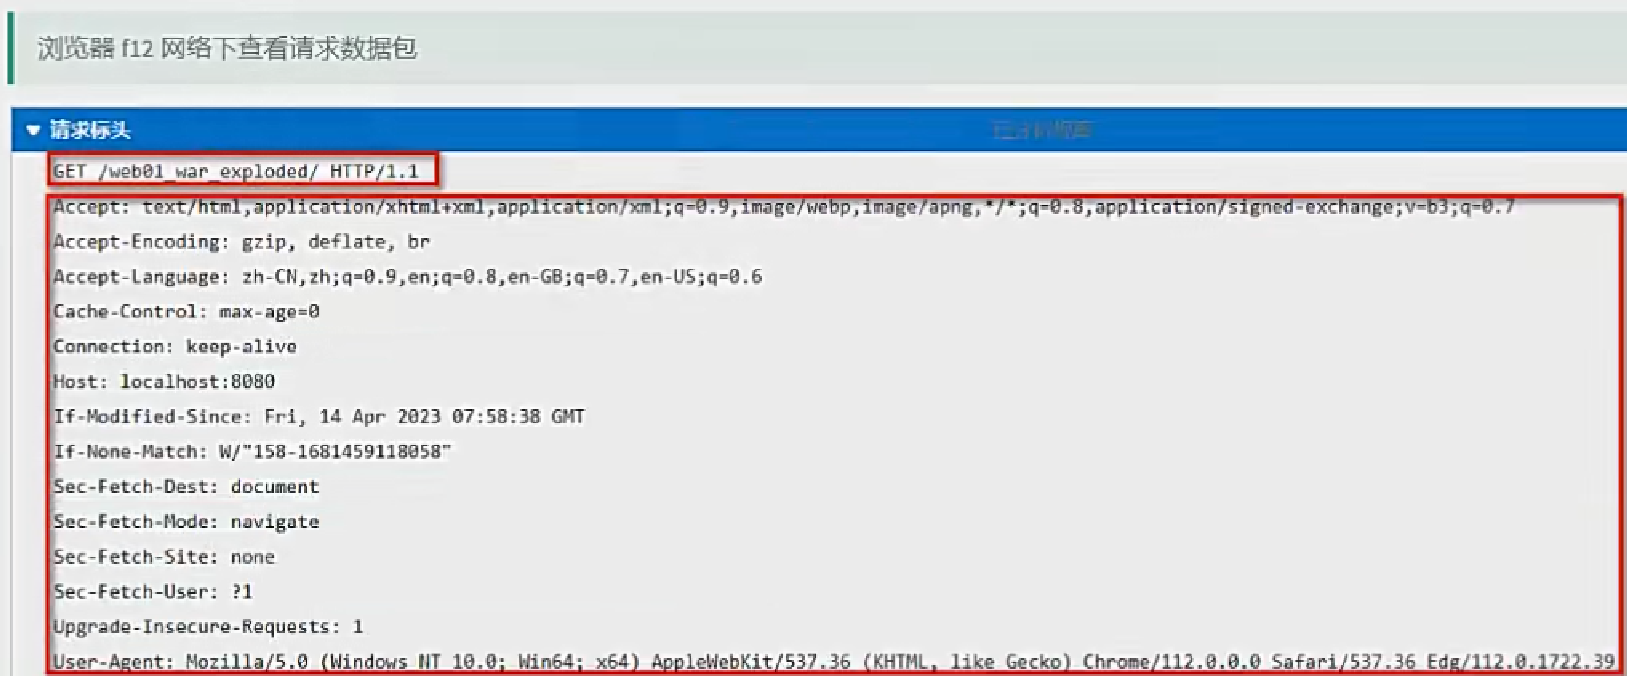 浏览器 f12 网络下查看请求数据包
请求标头
GET /web01_war_exploded/ HTTP/1.1
Accept: text/html,application/xhtml+xml,application/xml;q=0.9,image/webp,image/apng,*/*;q=0.8,application/signed-exchange;v=b3;q=0.7
Accept-Encoding: gzip, deflate, br
Accept-Language: zh-CN,zh;q=0.9,en;q=0.8,en-GB;q=0.7,en-US;q=0.6
Cache-Control: max-age=0
Connection: keep-alive
Host: localhost:8080
If-Modified-Since: Fri, 14 Apr 2023 07:58:38 GMT
If-None-Match: W/"158-1681459118058"
Sec-Fetch-Dest: document
Sec-Fetch-Mode: navigate
Sec-Fetch-Site: none
Sec-Fetch-User: ?1
Upgrade-Insecure-Requests: 1
User-Agent: Mozilla/5.0 (Windows NT 10.0; Win64; x64) AppleWebKit/537.36 (KHTML, like Gecko) Chrome/112.0.0.0 Safari/537.36 Edg/112.0.1722.39